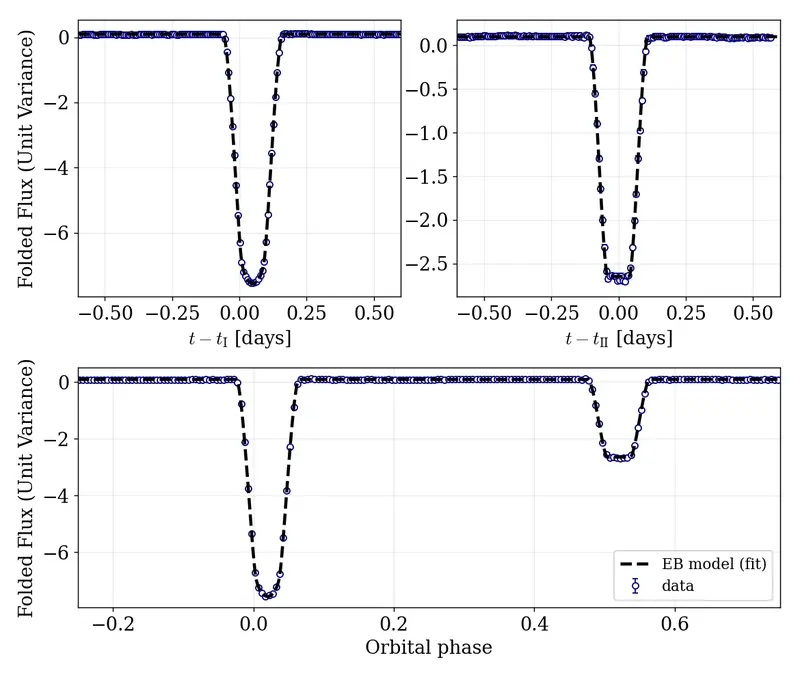 Folded Flux (Unit Variance)
0
−2
−4
−6
−0.50 −0.25 0.00 0.25 0.50
t − tI [days]
0.0
−0.5
−1.0
−1.5
−2.0
−2.5
−0.50 −0.25 0.00 0.25 0.50
t − tII [days]
Folded Flux (Unit Variance)
0
−2
−4
−6
EB model (fit)
data
−0.2 0.0 0.2 0.4 0.6
Orbital phase